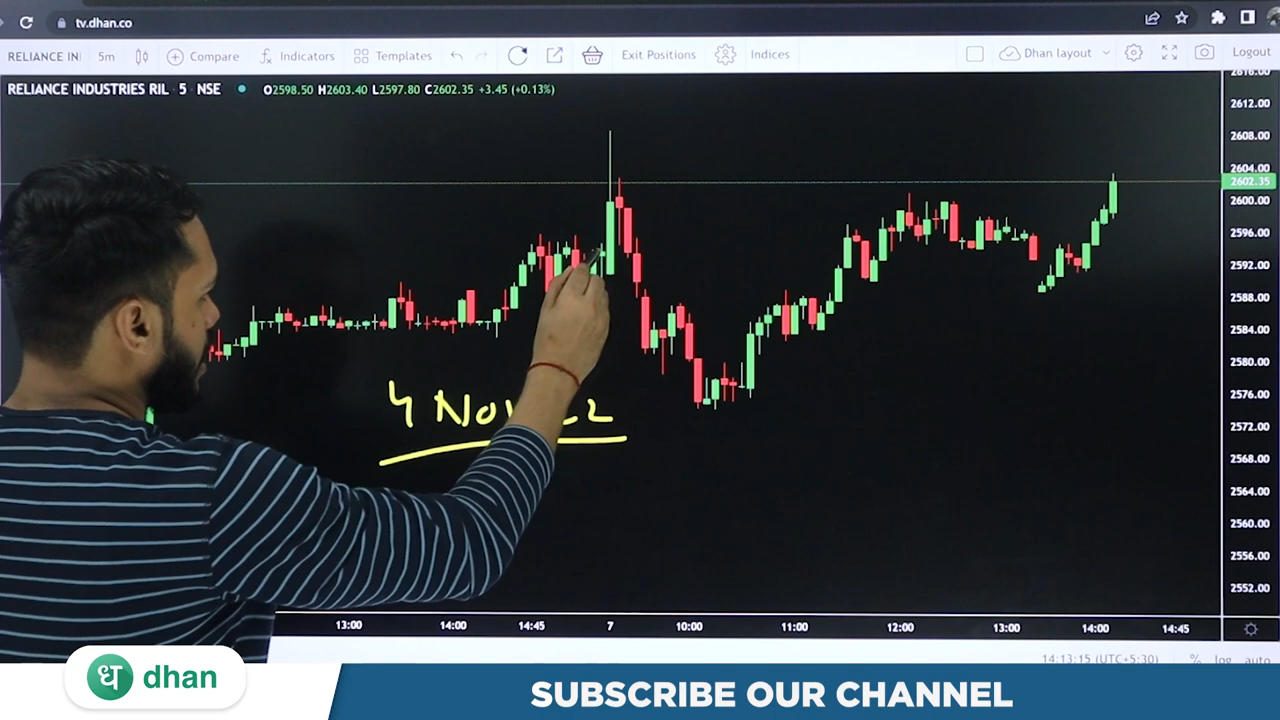 tv.dhan.co
RELIANCE IN 5m Compare Indicators Templates Exit Positions Indices Dhan layout Logout
RELIANCE INDUSTRIES RIL 5 NSE O2598.50 H2603.40 L2597.80 C2602.35 +3.45 (+0.13%)
2616.00
2612.00
2608.00
2604.00
2602.35
2600.00
2596.00
2592.00
2588.00
2584.00
2580.00
2576.00
2572.00
2568.00
2564.00
2560.00
2556.00
2552.00
4 Nov
13:00 14:00 14:45 7 10:00 11:00 12:00 13:00 14:00 14:45
14:13:15 (UTC+5:30) % log auto
ध dhan
SUBSCRIBE OUR CHANNEL